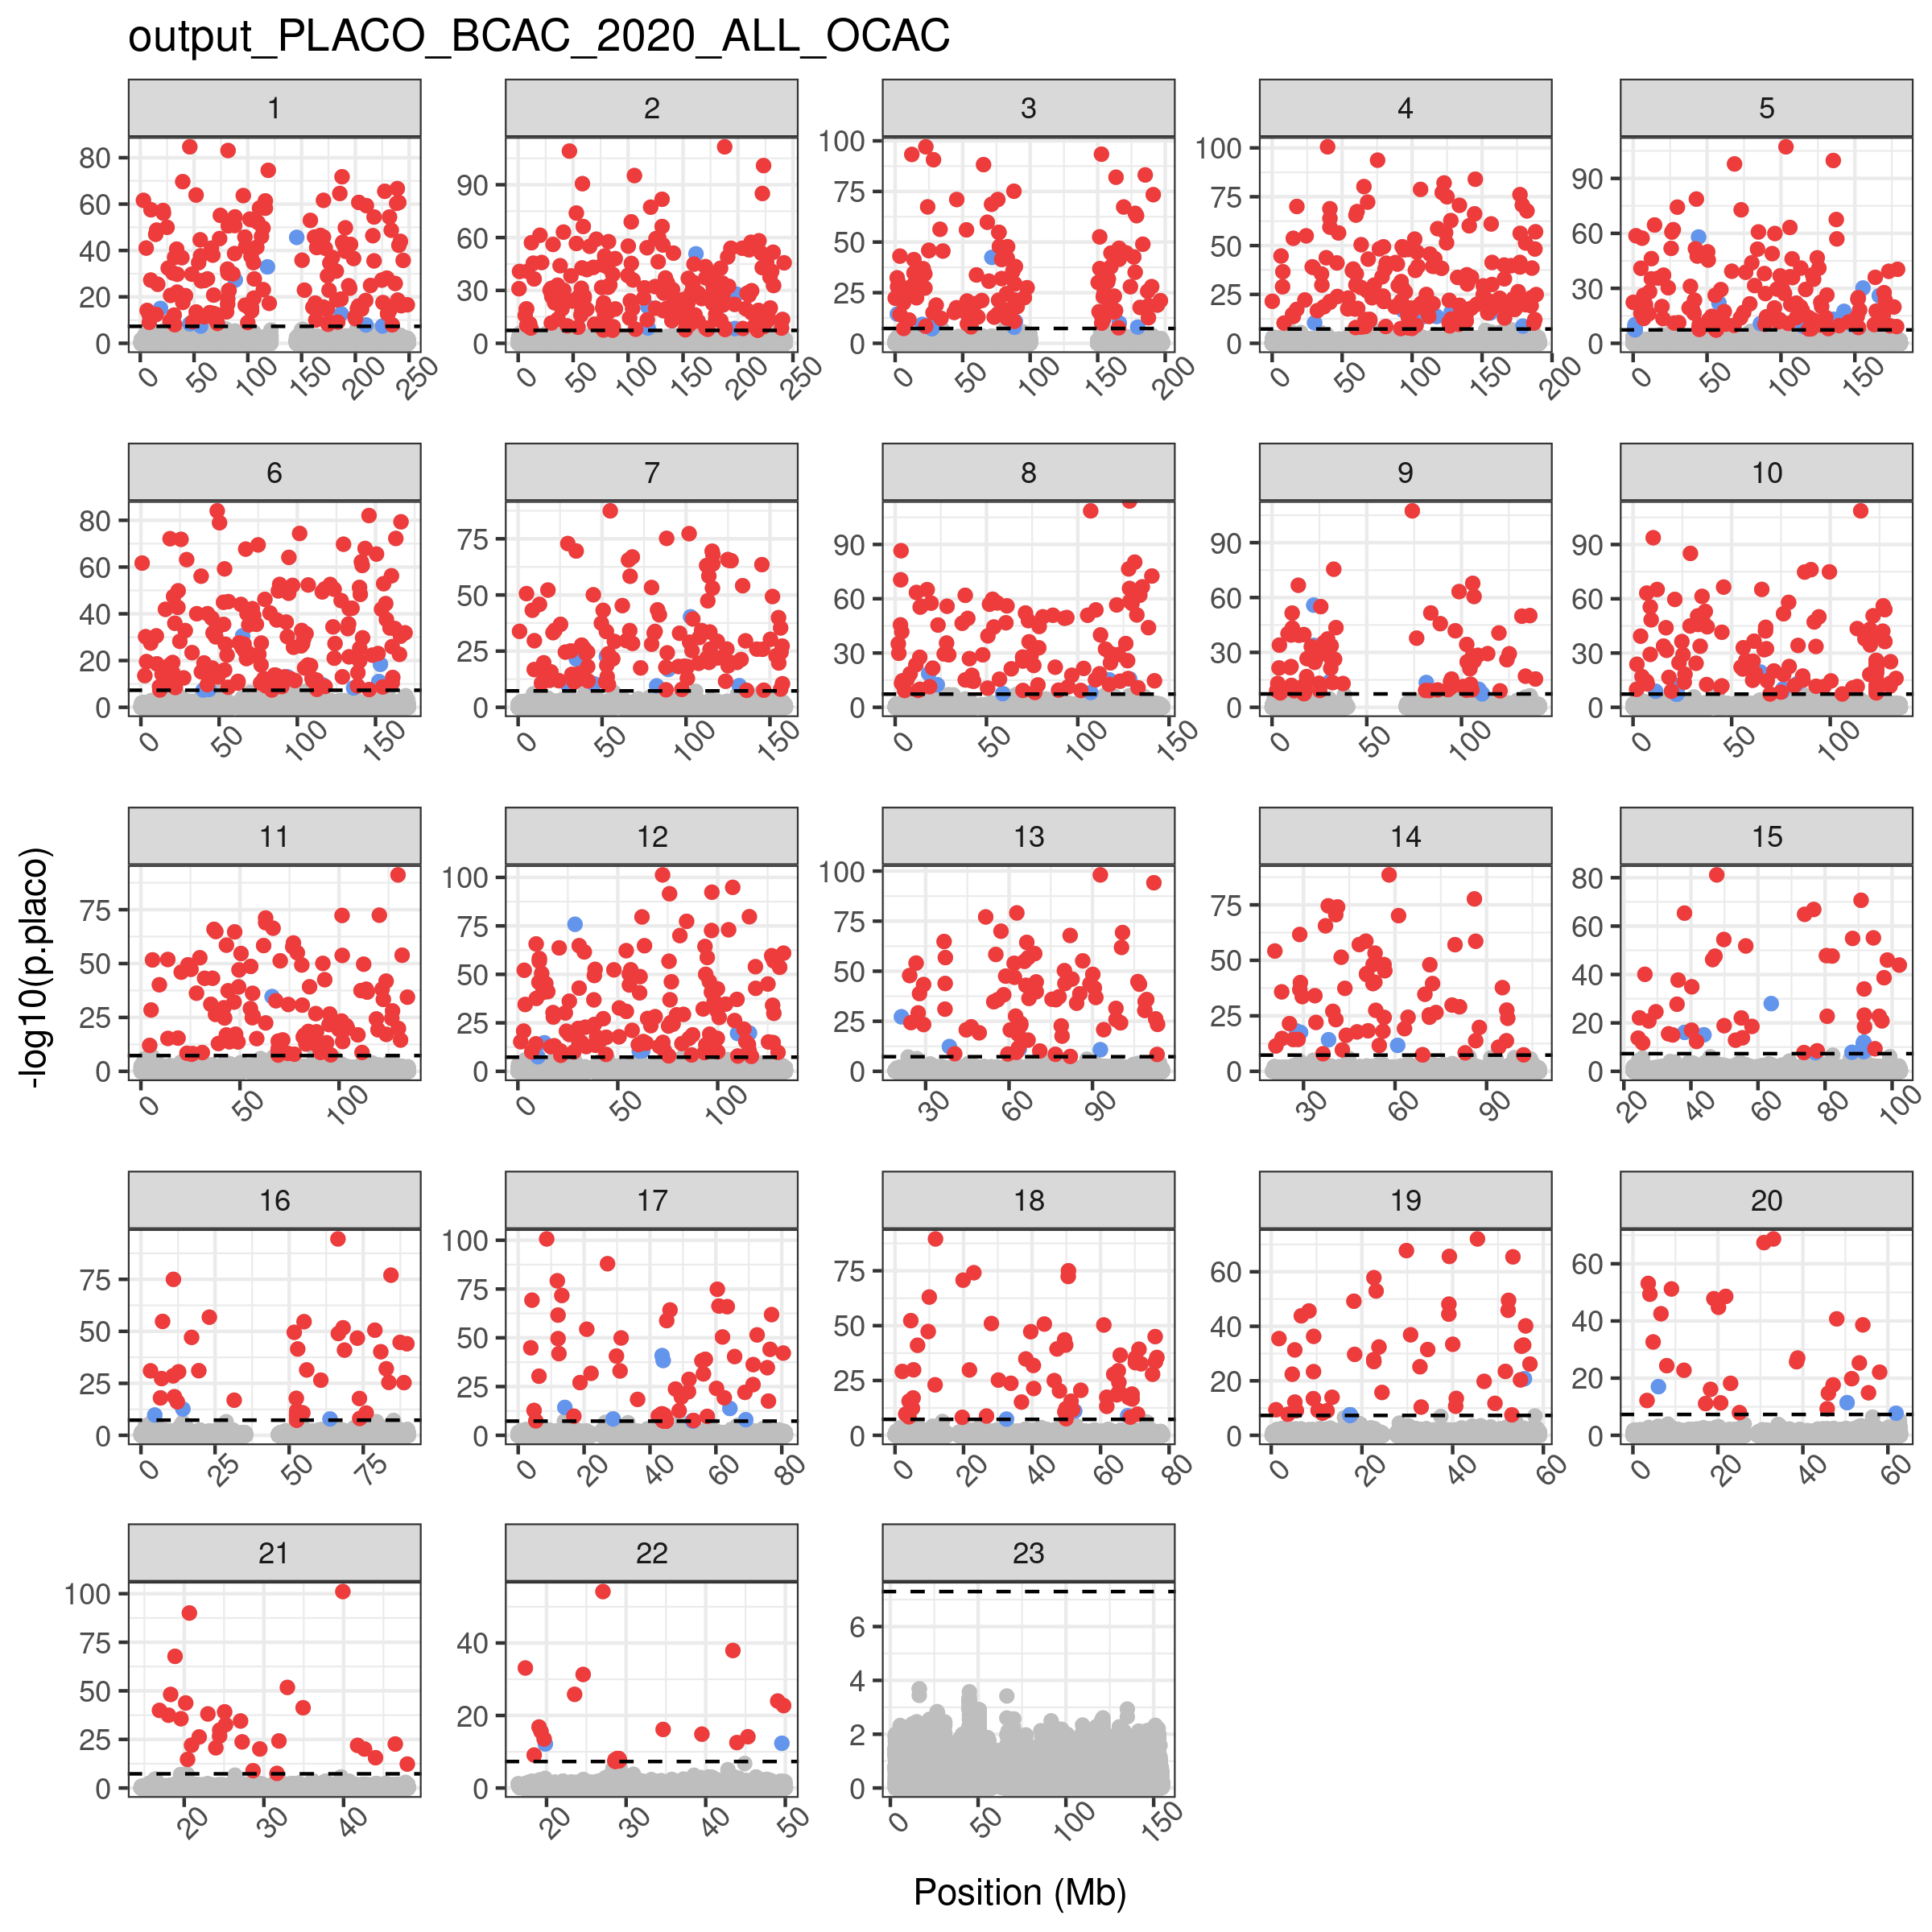 output_PLACO_BCAC_2020_ALL_OCAC
1 2 3 4 5
80 60 40 20 0
90 60 30 0
100 75 50 25 0
100 75 50 25 0
90 60 30 0
0 50 100 150 200 250
0 50 100 150 200 250
0 50 100 150 200
0 50 100 150 200
0 50 100 150
6 7 8 9 10
80 60 40 20 0
75 50 25 0
90 60 30 0
90 60 30 0
90 60 30 0
0 50 100 150
0 50 100 150
0 50 100 150
0 50 100
0 50 100
-log10(p.placo)
11 12 13 14 15
75 50 25 0
100 75 50 25 0
100 75 50 25 0
75 50 25 0
80 60 40 20 0
0 50 100
0 50 100
30 60 90
30 60 90
20 40 60 80 100
16 17 18 19 20
75 50 25 0
100 75 50 25 0
75 50 25 0
60 40 20 0
60 40 20 0
0 25 50 75
0 20 40 60 80
0 20 40 60 80
0 20 40 60
0 20 40 60
21 22 23
100 75 50 25 0
40 20 0
6 4 2 0
20 30 40
20 30 40 50
0 50 100 150
Position (Mb)